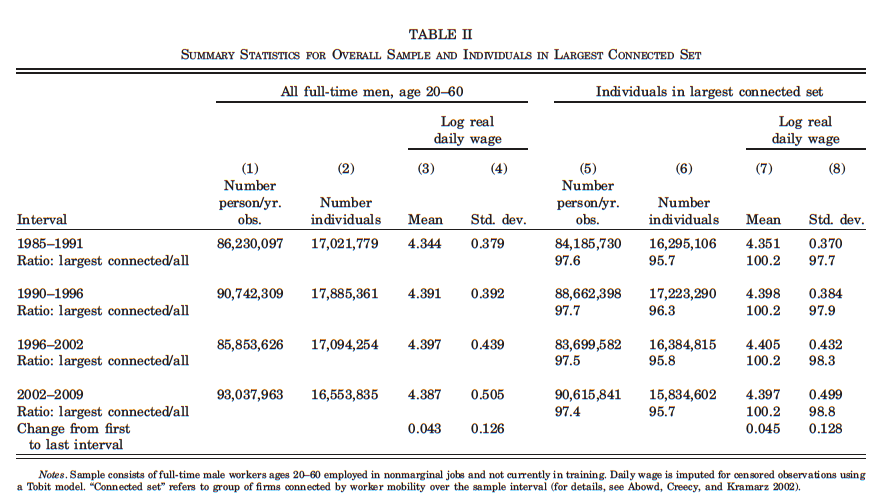 TABLE II
SUMMARY STATISTICS FOR OVERALL SAMPLE AND INDIVIDUALS IN LARGEST CONNECTED SET
All full-time men, age 20–60 Individuals in largest connected set
Log real Log real
daily wage daily wage
(1) (2) (3) (4) (5) (6) (7) (8)
Number Number
person/yr. Number person/yr. Number
Interval obs. individuals Mean Std. dev. obs. individuals Mean Std. dev.
1985–1991 86,230,097 17,021,779 4.344 0.379 84,185,730 16,295,106 4.351 0.370
Ratio: largest connected/all 97.6 95.7 100.2 97.7
1990–1996 90,742,309 17,885,361 4.391 0.392 88,662,398 17,223,290 4.398 0.384
Ratio: largest connected/all 97.7 96.3 100.2 97.9
1996–2002 85,853,626 17,094,254 4.397 0.439 83,699,582 16,384,815 4.405 0.432
Ratio: largest connected/all 97.5 95.8 100.2 98.3
2002–2009 93,037,963 16,553,835 4.387 0.505 90,615,841 15,834,602 4.397 0.499
Ratio: largest connected/all 97.4 95.7 100.2 98.8
Change from first 0.043 0.126 0.045 0.128
to last interval
Notes. Sample consists of full-time male workers ages 20–60 employed in nonmarginal jobs and not currently in training. Daily wage is imputed for censored observations using
a Tobit model. “Connected set” refers to group of firms connected by worker mobility over the sample interval (for details, see Abowd, Creecy, and Kramarz 2002).